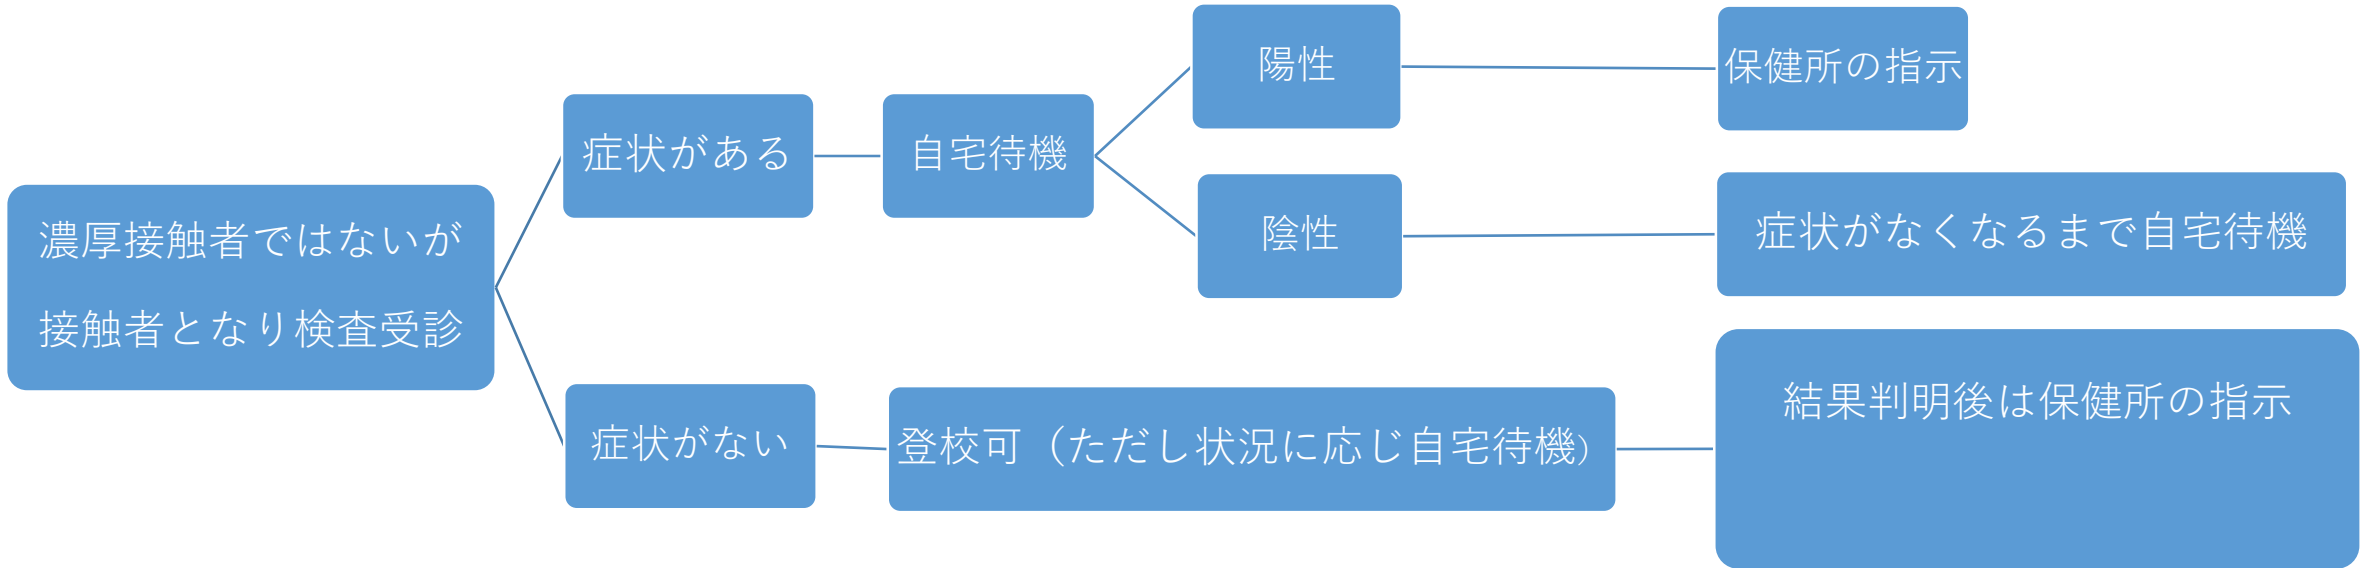 濃厚接触者ではないが
接触者となり検査受診
症状がある
自宅待機
陽性
保健所の指示
陰性
症状がなくなるまで自宅待機
症状がない
登校可（ただし状況に応じ自宅待機）
結果判明後は保健所の指示